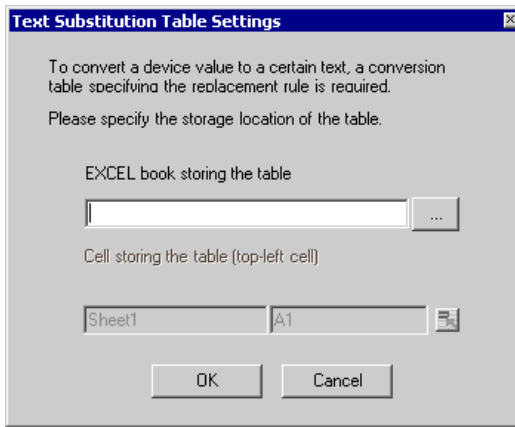 Text Substitution Table Settings
To convert a device value to a certain text, a conversion
table specifying the replacement rule is required.
Please specify the storage location of the table.
EXCEL book storing the table
...
Cell storing the table (top-left cell)
Sheet1 A1
OK Cancel